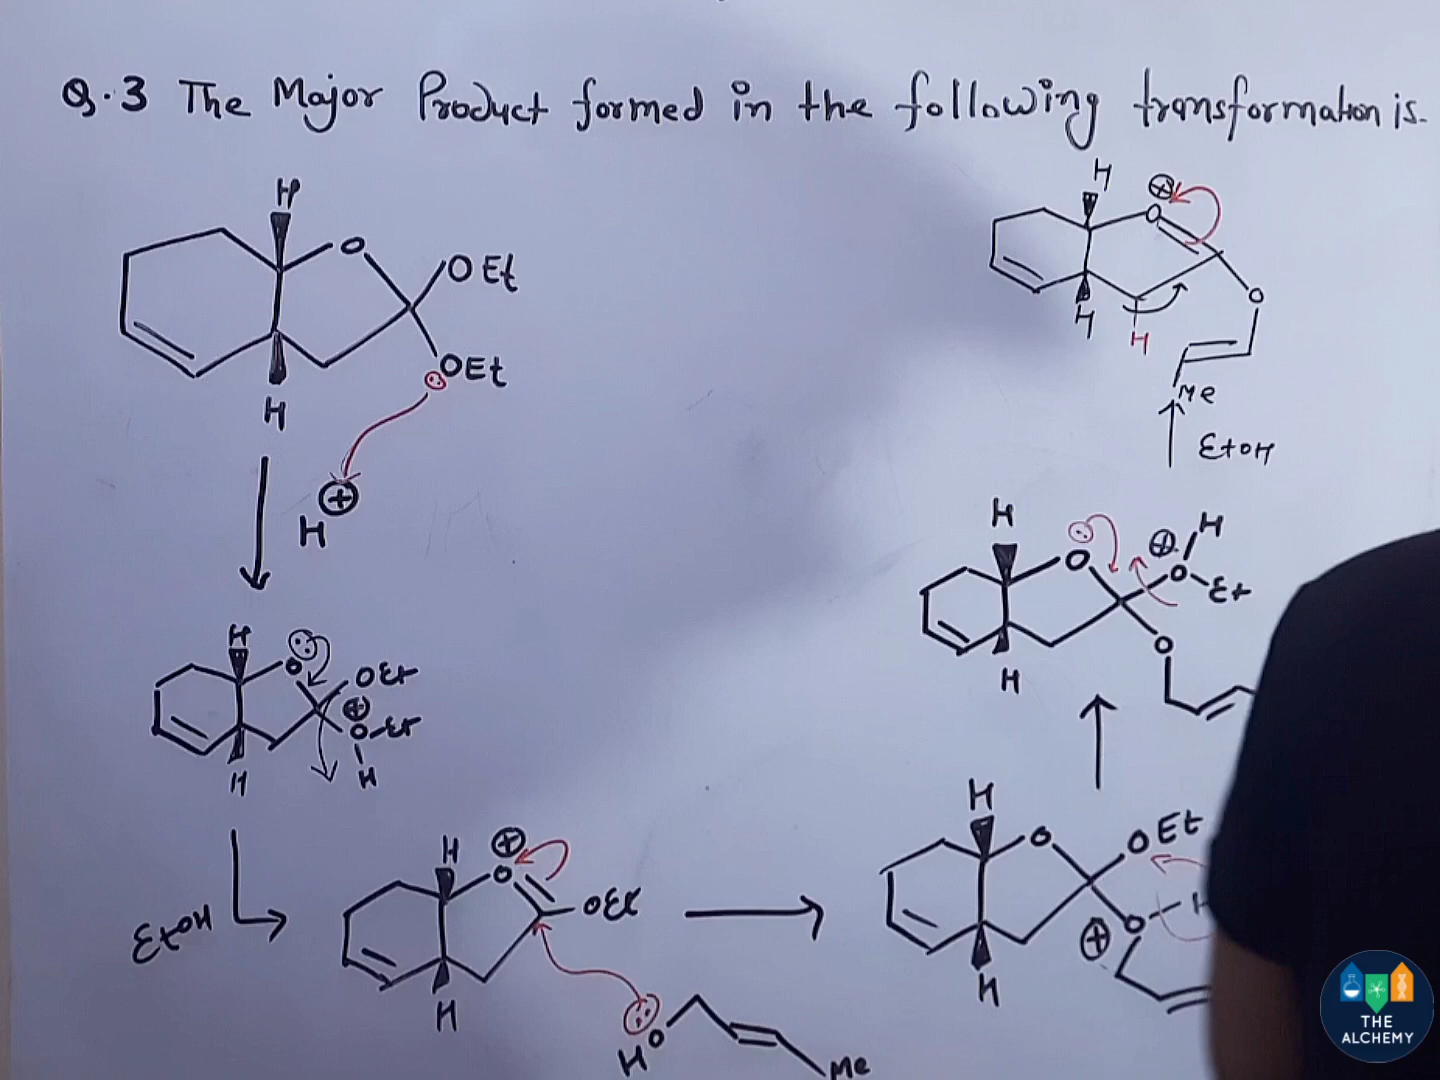 Q.3 The Major Product formed in the following transformation is.
H
O
OEt
OEt
H
H⊕
H
O
OEt
⊕
O-Et
H
H
EtOH
H
⊕
O
OEt
H
HO
Me
H
O
OEt
⊕
O-H
H
H
O
⊕
H
O
Et
O
H
EtOH
H
⊕
O
O
H
H
Me
THE
ALCHEMY